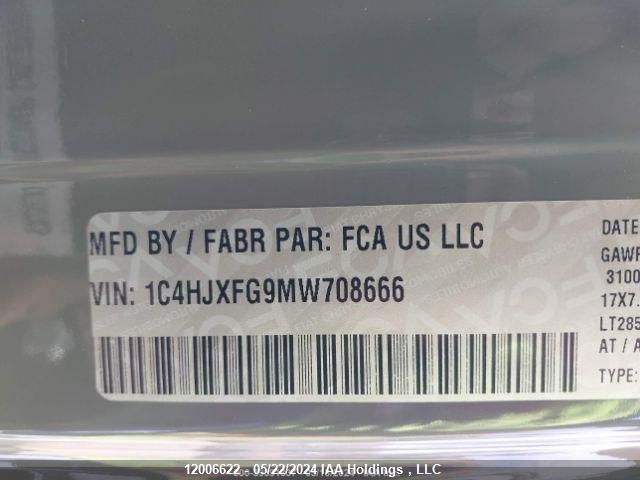 MFD BY / FABR PAR: FCA US LLC
VIN: 1C4HJXFG9MW708666
DATE
GAWR
3100
17X7.
LT285
AT / A
TYPE:
12006622 - 05/22/2024 IAA Holdings , LLC